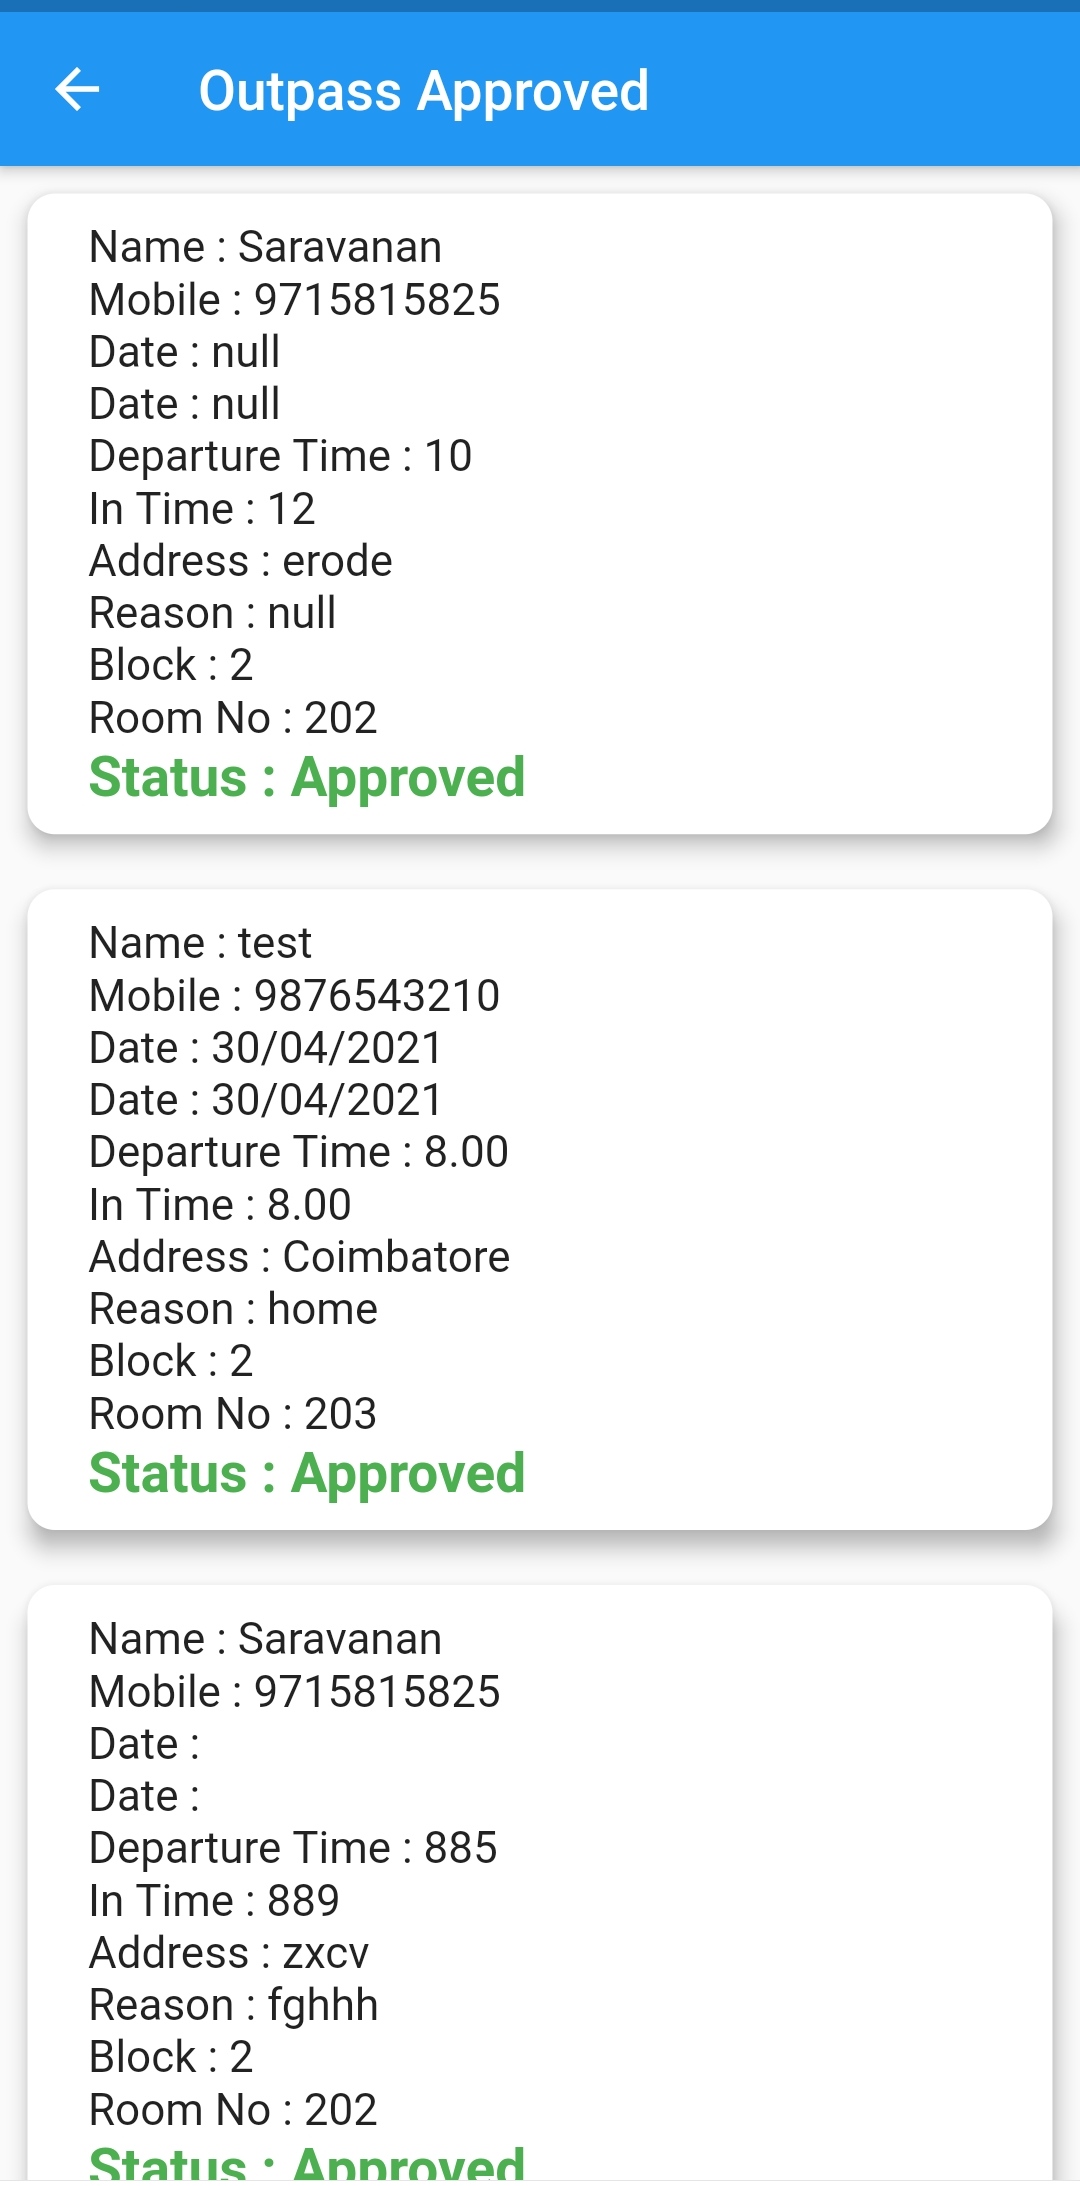 Outpass Approved
Name : Saravanan
Mobile : 9715815825
Date : null
Date : null
Departure Time : 10
In Time : 12
Address : erode
Reason : null
Block : 2
Room No : 202
Status : Approved
Name : test
Mobile : 9876543210
Date : 30/04/2021
Date : 30/04/2021
Departure Time : 8.00
In Time : 8.00
Address : Coimbatore
Reason : home
Block : 2
Room No : 203
Status : Approved
Name : Saravanan
Mobile : 9715815825
Date :
Date :
Departure Time : 885
In Time : 889
Address : zxcv
Reason : fghhh
Block : 2
Room No : 202
Status : Approved